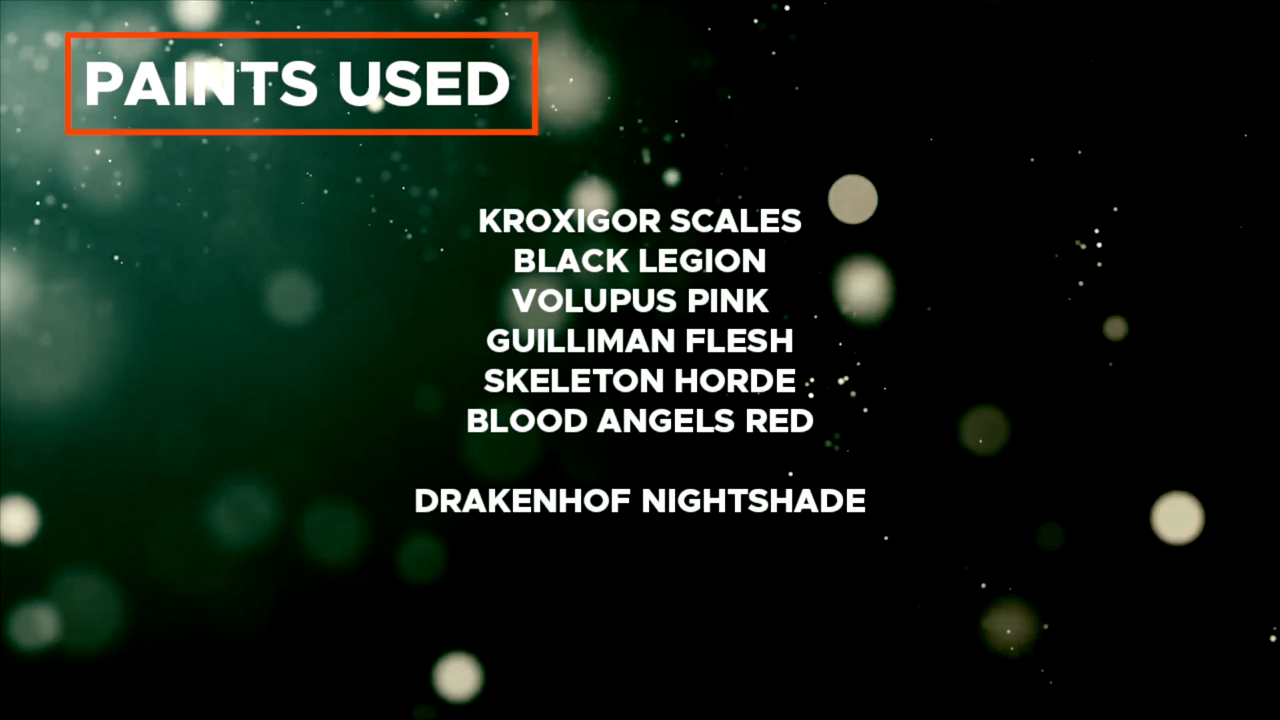 PAINTS USED
KROXIGOR SCALES
BLACK LEGION
VOLUPUS PINK
GUILLIMAN FLESH
SKELETON HORDE
BLOOD ANGELS RED
DRAKENHOF NIGHTSHADE